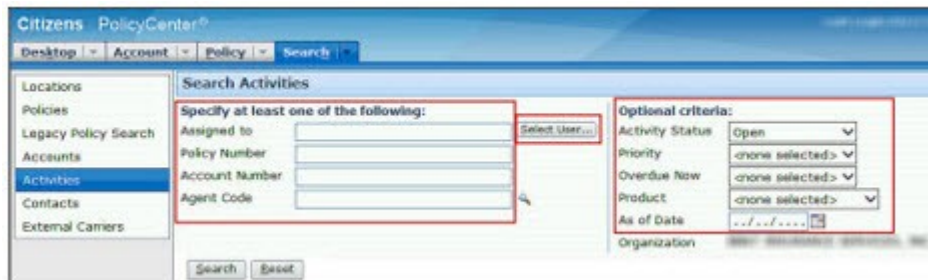 Citizens PolicyCenter®
Desktop Account Policy Search
Locations
Policies
Legacy Policy Search
Accounts
Activities
Contacts
External Carriers
Search Activities
Specify at least one of the following:
Assigned to Select User...
Policy Number
Account Number
Agent Code
Optional criteria:
Activity Status Open
Priority <none selected>
Overdue Now <none selected>
Product <none selected>
As of Date ../../....
Organization
Search Reset